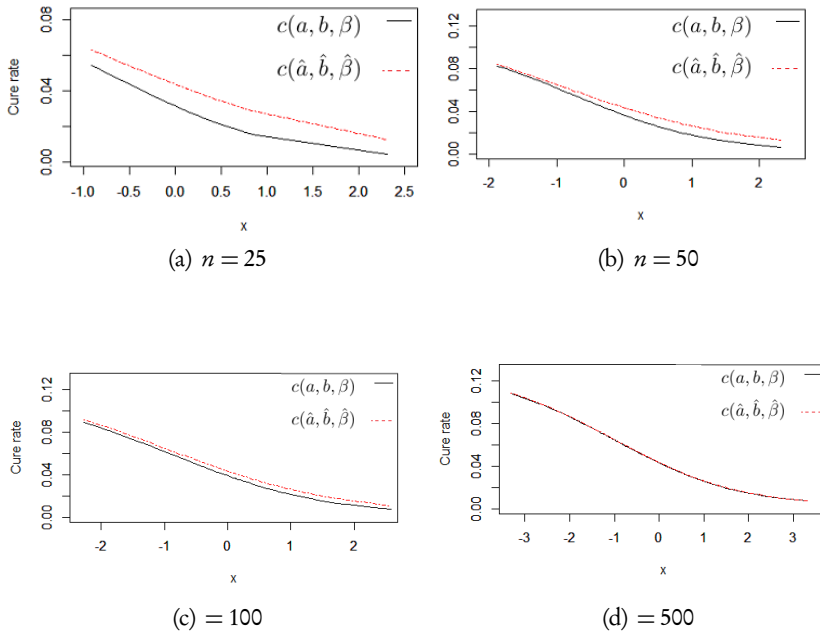 0.00 0.04 0.08
Cure rate
c(a, b, β)
c(â, b̂, β̂)
-1.0 -0.5 0.0 0.5 1.0 1.5 2.0 2.5
x
(a) n = 25
0.00 0.04 0.08 0.12
c(a, b, β)
c(â, b̂, β̂)
-2 -1 0 1 2
x
(b) n = 50
0.00 0.04 0.08 0.12
Cure rate
c(a, b, β)
c(â, b̂, β̂)
-2 -1 0 1 2
x
(c) = 100
0.00 0.04 0.08 0.12
Cure rate
c(a, b, β)
c(â, b̂, β̂)
-3 -2 -1 0 1 2 3
x
(d) = 500